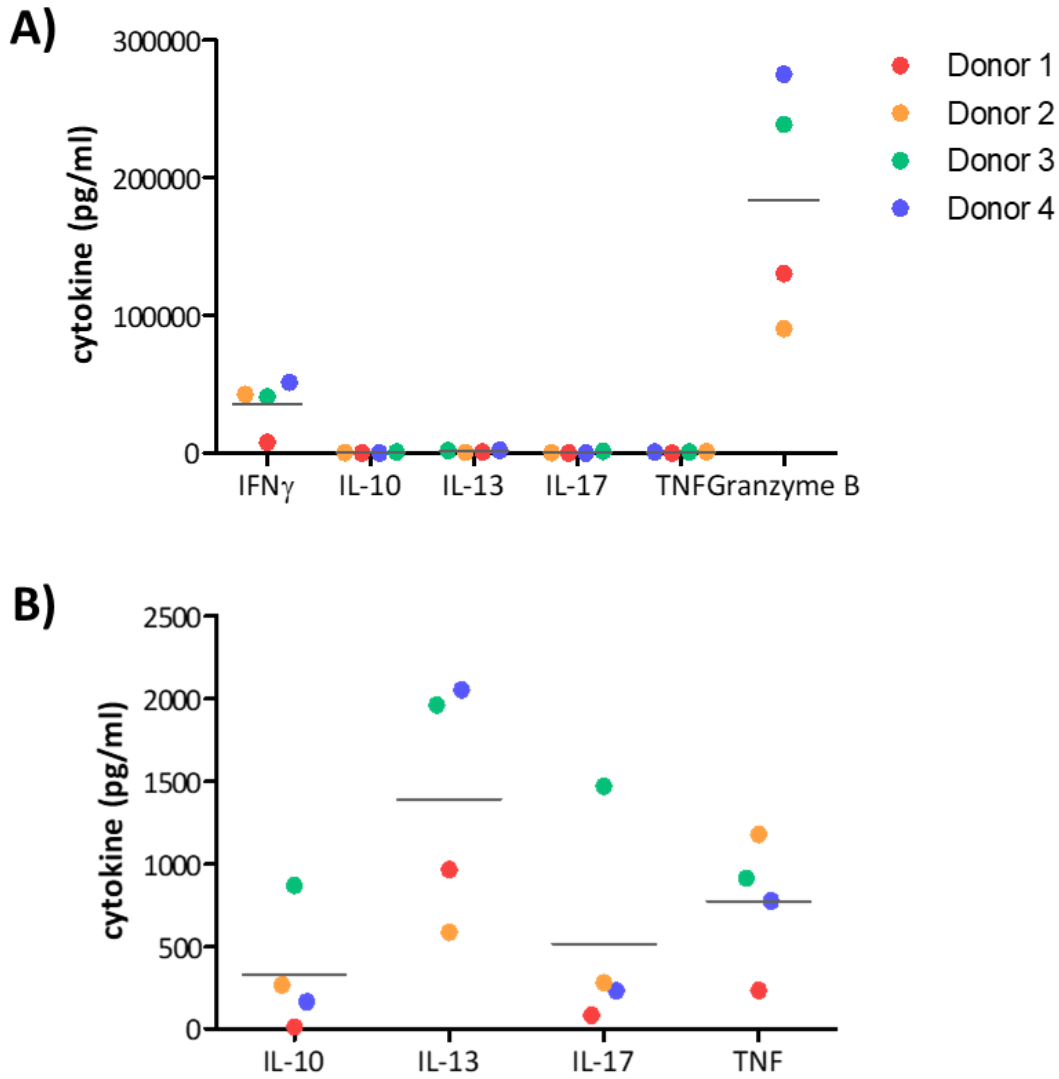 A)
cytokine (pg/ml)
300000
200000
100000
0
IFNγ IL-10 IL-13 IL-17 TNFGranzyme B
Donor 1
Donor 2
Donor 3
Donor 4
B)
cytokine (pg/ml)
2500
2000
1500
1000
500
0
IL-10 IL-13 IL-17 TNF